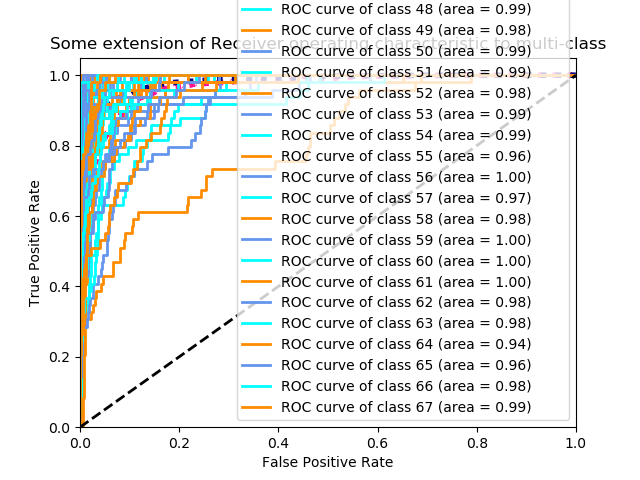 ROC curve of class 48 (area = 0.99)
ROC curve of class 49 (area = 0.98)
Some extension of Receiver operating characteristic to multi-class
ROC curve of class 50 (area = 0.99)
ROC curve of class 51 (area = 0.99)
ROC curve of class 52 (area = 0.98)
ROC curve of class 53 (area = 0.99)
ROC curve of class 54 (area = 0.99)
ROC curve of class 55 (area = 0.96)
ROC curve of class 56 (area = 1.00)
ROC curve of class 57 (area = 0.97)
ROC curve of class 58 (area = 0.98)
ROC curve of class 59 (area = 1.00)
ROC curve of class 60 (area = 1.00)
ROC curve of class 61 (area = 1.00)
ROC curve of class 62 (area = 0.98)
ROC curve of class 63 (area = 0.98)
ROC curve of class 64 (area = 0.94)
ROC curve of class 65 (area = 0.96)
ROC curve of class 66 (area = 0.98)
ROC curve of class 67 (area = 0.99)
True Positive Rate
1.0
0.8
0.6
0.4
0.2
0.0
0.0 0.2 0.4 0.6 0.8 1.0
False Positive Rate